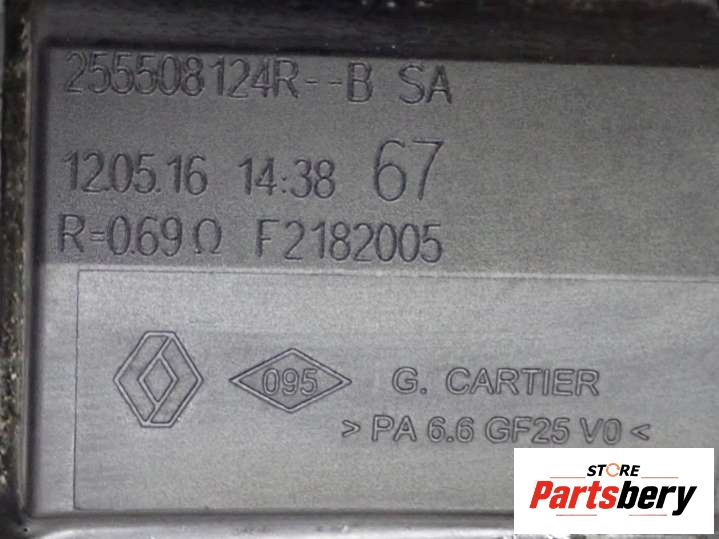 255508124R--B SA
12.05.16 14:38 67
R=0.69Ω F2182005
095 G. CARTIER
> PA 6.6 GF25 V0 <
STORE
Partsbery